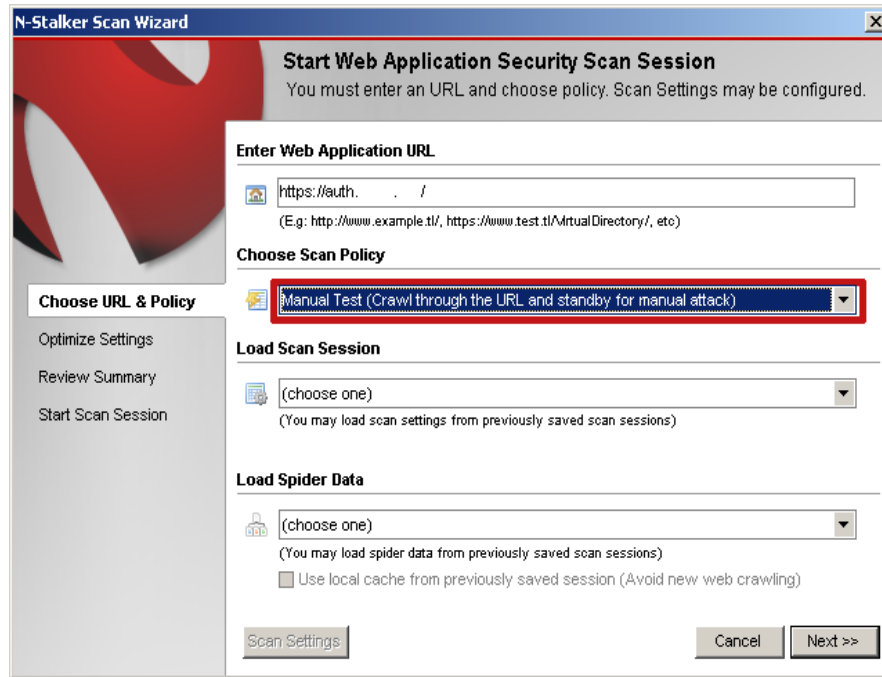 N-Stalker Scan Wizard
Start Web Application Security Scan Session
You must enter an URL and choose policy. Scan Settings may be configured.
Enter Web Application URL
https://auth. . /
(E.g: http://www.example.tl/, https://www.test.tl/VirtualDirectory/, etc)
Choose Scan Policy
Choose URL & Policy
Manual Test (Crawl through the URL and standby for manual attack)
Optimize Settings
Load Scan Session
Review Summary
(choose one)
Start Scan Session
(You may load scan settings from previously saved scan sessions)
Load Spider Data
(choose one)
(You may load spider data from previously saved scan sessions)
Use local cache from previously saved session (Avoid new web crawling)
Scan Settings
Cancel
Next >>